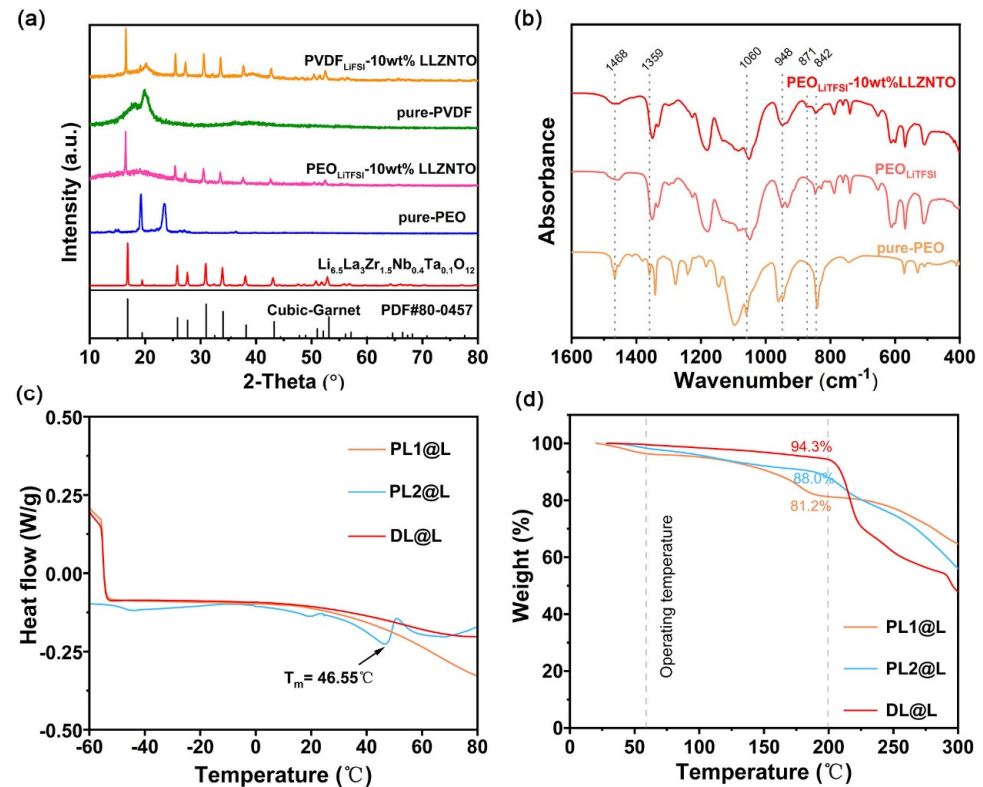 (a)
PVDF_LiFSI-10wt% LLZNTO
pure-PVDF
PEO_LiTFSI-10wt% LLZNTO
pure-PEO
Li6.5La3Zr1.5Nb0.4Ta0.1O12
Cubic-Garnet PDF#80-0457
Intensity (a.u.)
10 20 30 40 50 60 70 80
2-Theta (°)
(b)
1468 1359 1060 948 871 842
PEO_LiTFSI-10wt%LLZNTO
PEO_LiTFSI
pure-PEO
Absorbance
1600 1400 1200 1000 800 600 400
Wavenumber (cm⁻¹)
(c)
0.50
0.25
0.00
-0.25
-0.50
Heat flow (W/g)
PL1@L
PL2@L
DL@L
Tm= 46.55℃
-60 -40 -20 0 20 40 60 80
Temperature (℃)
(d)
100
80
60
40
20
0
Weight (%)
94.3%
88.0%
81.2%
Operating temperature
PL1@L
PL2@L
DL@L
0 50 100 150 200 250 300
Temperature (℃)